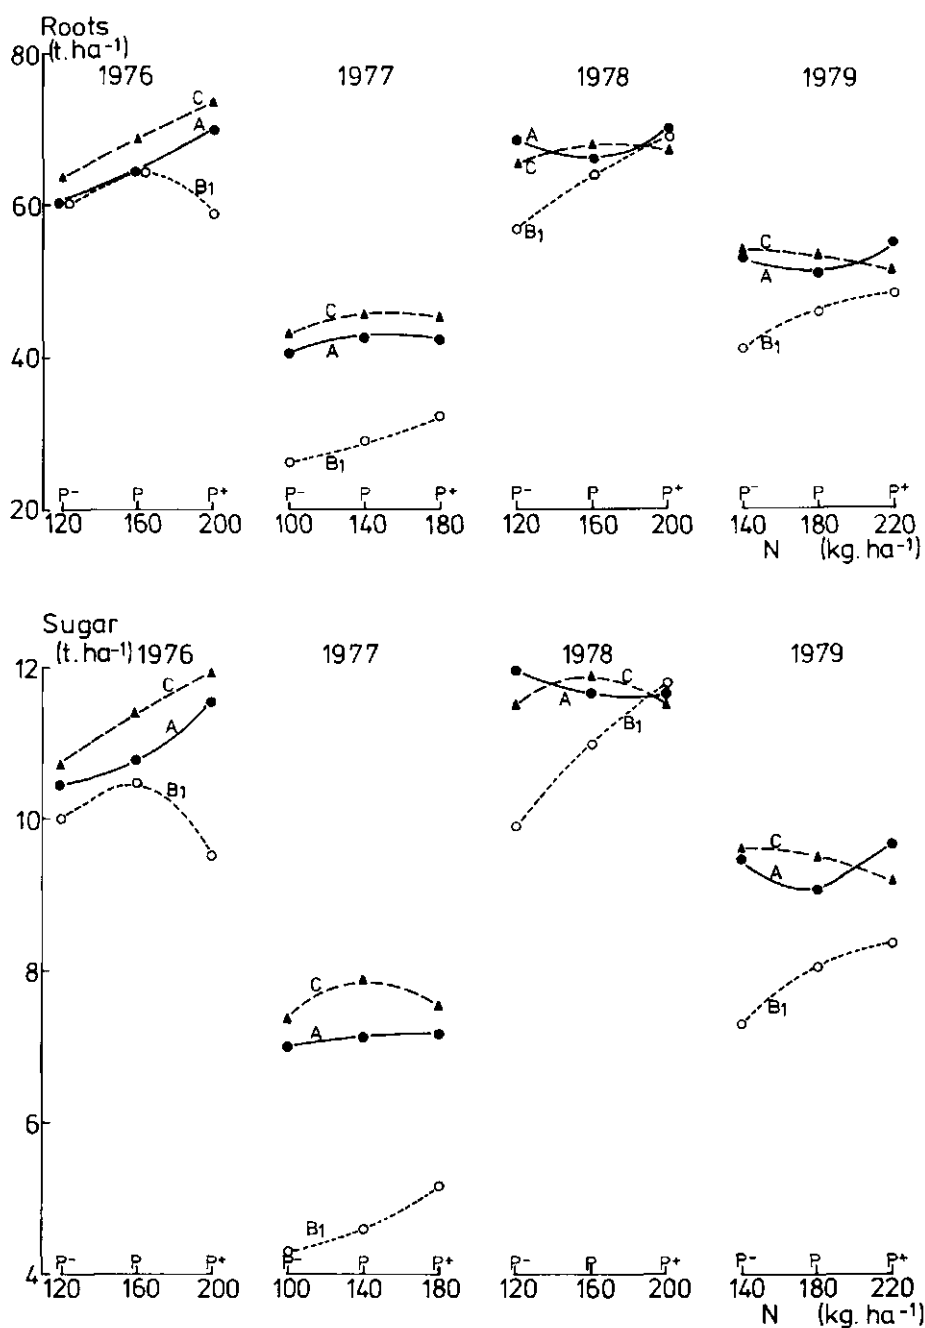 Roots
(t. ha⁻¹)
80
1976
1977
1978
1979
C
A
B1
C
A
B1
A
C
B1
C
A
B1
60
40
20
P⁻ P P⁺
P⁻ P P⁺
P⁻ P P⁺
P⁻ P P⁺
120 160 200
100 140 180
120 160 200
140 180 220
N (kg. ha⁻¹)
Sugar
(t. ha⁻¹)
1976
1977
1978
1979
12
C
A
B1
C
A
B1
C
A
B1
C
A
B1
10
8
6
4
P⁻ P P⁺
P⁻ P P⁺
P⁻ P P⁺
P⁻ P P⁺
120 160 200
100 140 180
120 160 200
140 180 220
N (kg. ha⁻¹)